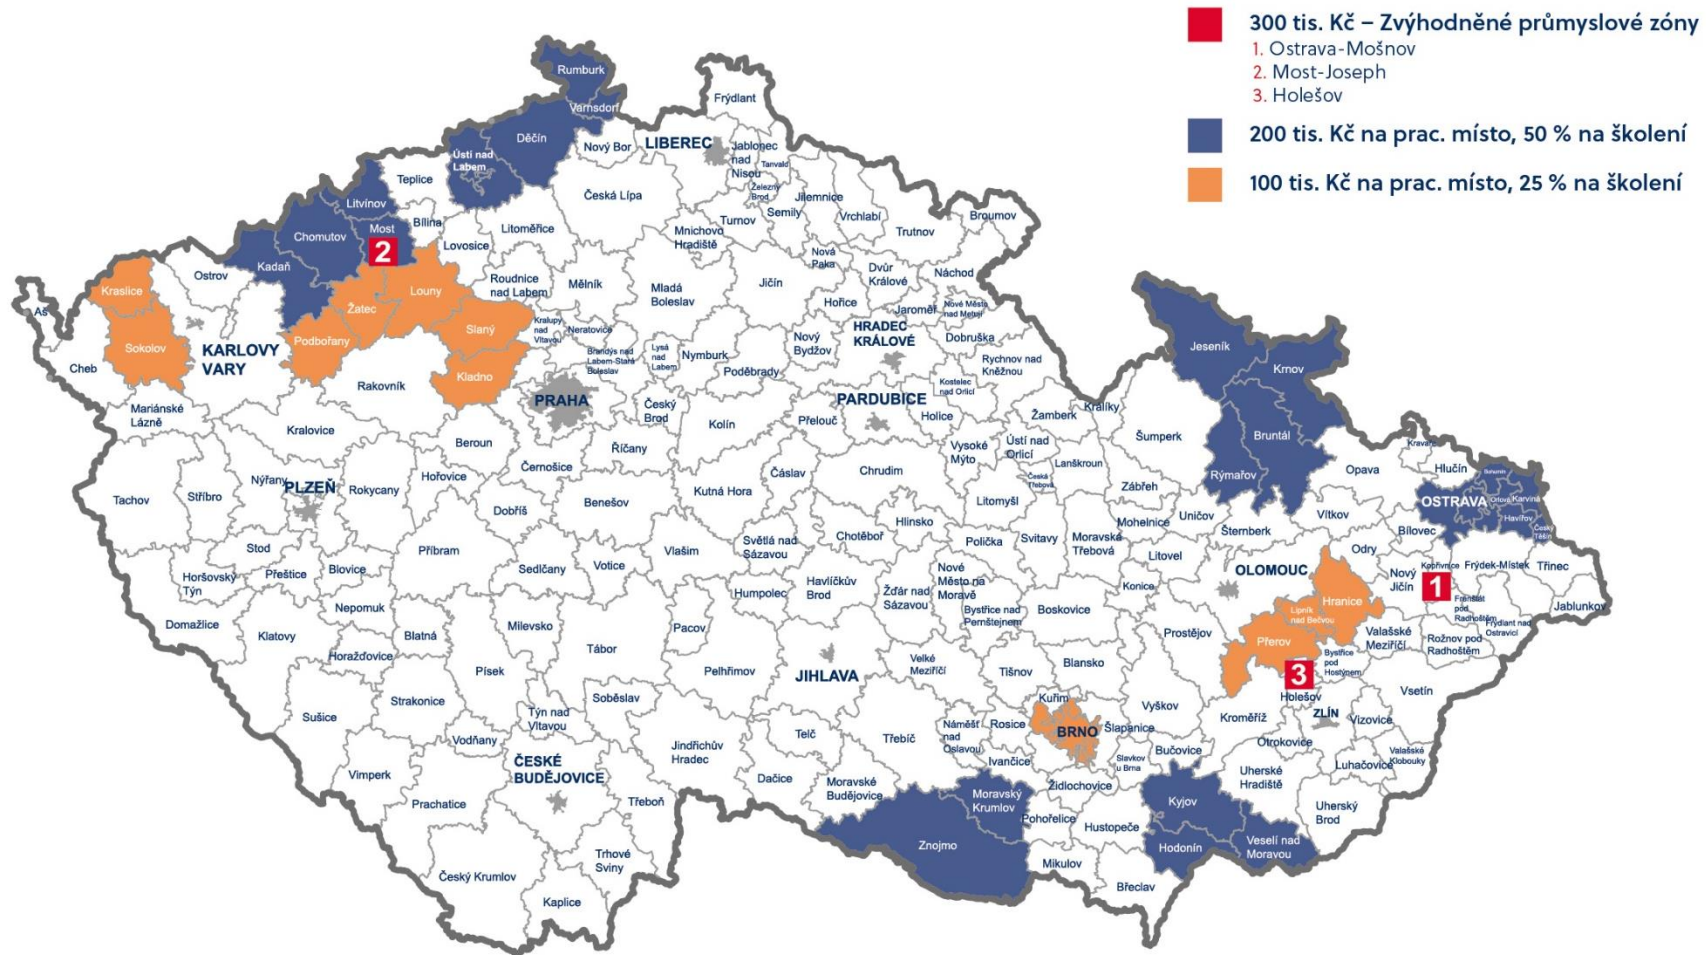 300 tis. Kč – Zvýhodněné průmyslové zóny
1. Ostrava-Mošnov
2. Most-Joseph
3. Holešov
200 tis. Kč na prac. místo, 50 % na školení
100 tis. Kč na prac. místo, 25 % na školení
Rumburk
Varnsdorf
Děčín
Ústí nad
Labem
Teplice
Litvínov
Most
2
Bílina
Chomutov
Kadaň
Nový Bor
LIBEREC
Frýdlant
Jablonec
nad
Nisou
Tanvald
Železný
Brod
Česká Lípa
Turnov
Semily
Jilemnice
Vrchlabí
Trutnov
Broumov
Litoměřice
Lovosice
Mnichovo
Hradiště
Ostrov
Kraslice
Sokolov
Aš
Cheb
KARLOVY
VARY
Louny
Žatec
Podbořany
Slaný
Kladno
Rakovník
Roudnice
nad Labem
Mělník
Mladá
Boleslav
Jičín
Nová
Paka
Dvůr
Králové
Náchod
Hořice
Jaroměř
Nové Město
nad Metují
Kralupy
nad
Vltavou
Neratovice
Brandýs nad
Labem-Stará
Boleslav
Lysá
nad
Labem
Nymburk
Poděbrady
Nový
Bydžov
HRADEC
KRÁLOVÉ
Dobruška
Rychnov nad
Kněžnou
Kostelec
nad Orlicí
Mariánské
Lázně
Kralovice
Beroun
PRAHA
Český
Brod
Kolín
Přelouč
PARDUBICE
Holice
Žamberk
Králíky
Šumperk
Jeseník
Krnov
Bruntál
Rýmařov
Tachov
Stříbro
Nýřany
PLZEŇ
Rokycany
Hořovice
Černošice
Říčany
Dobříš
Benešov
Kutná Hora
Čáslav
Chrudim
Vysoké
Mýto
Ústí nad
Orlicí
Česká
Třebová
Lanškroun
Litomyšl
Zábřeh
Mohelnice
Uničov
Šternberk
Opava
Kravaře
Hlučín
Bohumín
OSTRAVA
Orlová
Karviná
Havířov
Český
Těšín
Vítkov
Bílovec
Odry
Nový
Jičín
Kopřivnice
1
Frýdek-Místek
Třinec
Jablunkov
Frenštát
pod
Radhoštěm
Frýdlant nad
Ostravicí
Rožnov pod
Radhoštěm
Stod
Přeštice
Blovice
Horšovský
Týn
Domažlice
Klatovy
Nepomuk
Horažďovice
Blatná
Příbram
Sedlčany
Votice
Vlašim
Světlá nad
Sázavou
Chotěboř
Hlinsko
Polička
Svitavy
Moravská
Třebová
Litovel
Konice
OLOMOUC
Hranice
Lipník
nad Bečvou
Přerov
3
Holešov
Bystřice
pod
Hostýnem
Valašské
Meziříčí
Vsetín
Humpolec
Havlíčkův
Brod
Žďár nad
Sázavou
Nové
Město na
Moravě
Bystřice nad
Pernštejnem
Boskovice
Prostějov
Milevsko
Tábor
Pacov
Pelhřimov
JIHLAVA
Velké
Meziříčí
Tišnov
Blansko
Vyškov
Kroměříž
ZLÍN
Vizovice
Sušice
Strakonice
Písek
Týn nad
Vltavou
Soběslav
Jindřichův
Hradec
Telč
Třebíč
Náměšť
nad
Oslavou
Rosice
Kuřim
BRNO
Šlapanice
Ivančice
Slavkov
u Brna
Bučovice
Otrokovice
Luhačovice
Valašské
Klobouky
Vimperk
Vodňany
Prachatice
ČESKÉ
BUDĚJOVICE
Třeboň
Dačice
Moravské
Budějovice
Moravský
Krumlov
Židlochovice
Pohořelice
Hustopeče
Kyjov
Uherské
Hradiště
Uherský
Brod
Český Krumlov
Kaplice
Trhové
Sviny
Znojmo
Mikulov
Břeclav
Hodonín
Veselí nad
Moravou